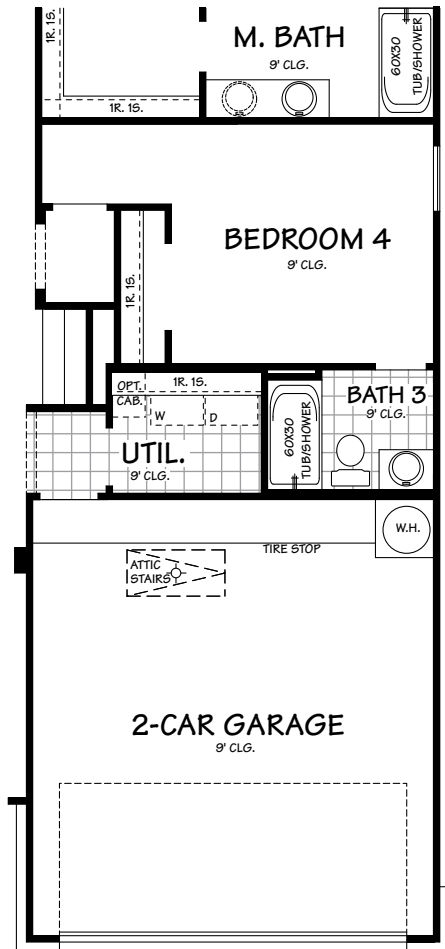 1R. 1S.
M. BATH
9' CLG.
60X30
TUB/SHOWER
1R. 1S.
BEDROOM 4
9' CLG.
1R. 1S.
OPT.
CAB.
1R. 1S.
W
D
UTIL.
9' CLG.
60X30
TUB/SHOWER
BATH 3
9' CLG.
W.H.
TIRE STOP
ATTIC
STAIRS
2-CAR GARAGE
9' CLG.